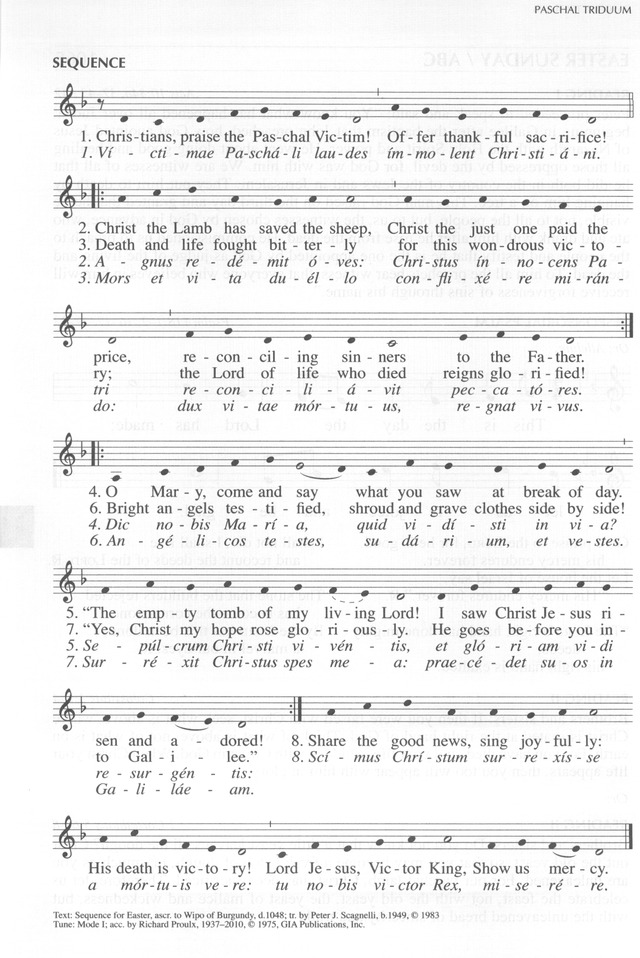 PASCHAL TRIDUUM
SEQUENCE
1. Chris-tians, praise the Pas-chal Vic-tim! Of-fer thank-ful sac-ri-fice!
1. Ví - cti-mae Pa-schá-li lau-des ím-mo-lent Chri-sti-á-ni.
2. Christ the Lamb has saved the sheep, Christ the just one paid the
3. Death and life fought bit-ter-ly for this won-drous vic-to
2. A - gnus re-dé-mit ó-ves: Chri-stus ín-no-cens Pa
3. Mors et vi-ta du-él-lo con-fli-xé-re mi-rán-
price, re-con-cil-ing sin-ners to the Fa-ther.
ry; the Lord of life who died reigns glo-ri-fied!
tri re-con-ci-li-á-vit pec-ca-tó-res.
do: dux vi-tae mór-tu-us, re-gnat vi-vus.
4. O Mar-y, come and say what you saw at break of day.
6. Bright an-gels tes-ti-fied, shroud and grave clothes side by side!
4. Dic no-bis Ma-rí-a, quid vi-dí-sti in vi-a?
6. An-gé-li-cos te-stes, su-dá-ri-um, et ve-stes.
5. “The emp-ty tomb of my liv-ing Lord! I saw Christ Je-sus ri-
7. “Yes, Christ my hope rose glo-ri-ous-ly. He goes be-fore you in-
5. Se - púl-crum Chri-sti vi-vén-tis, et gló-ri-am vi-di
7. Sur - ré-xit Chri-stus spes me - a: prae-cé-det su-os in
sen and a - dored! 8. Share the good news, sing joy-ful-ly:
to Gal-i - lee.” 8. Scí-mus Chrí-stum sur-re-xís-se
re-sur-gén-tis:
Ga-li-láe-am.
His death is vic-to-ry! Lord Je-sus, Vic-tor King, Show us mer-cy.
a mór-tu-is ve-re: tu no-bis vi-ctor Rex, mi-se-ré-re.
Text: Sequence for Easter, ascr. to Wipo of Burgundy, d.1048; tr. by Peter J. Scagnelli, b.1949, © 1983
Tune: Mode I; acc. by Richard Proulx, 1937–2010, © 1975, GIA Publications, Inc.